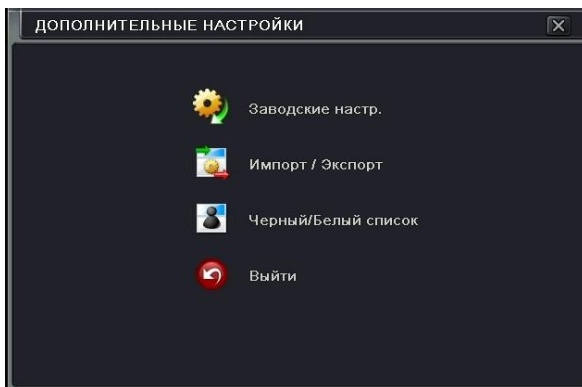 ДОПОЛНИТЕЛЬНЫЕ НАСТРОЙКИ
Заводские настр.
Импорт / Экспорт
Черный/Белый список
Выйти